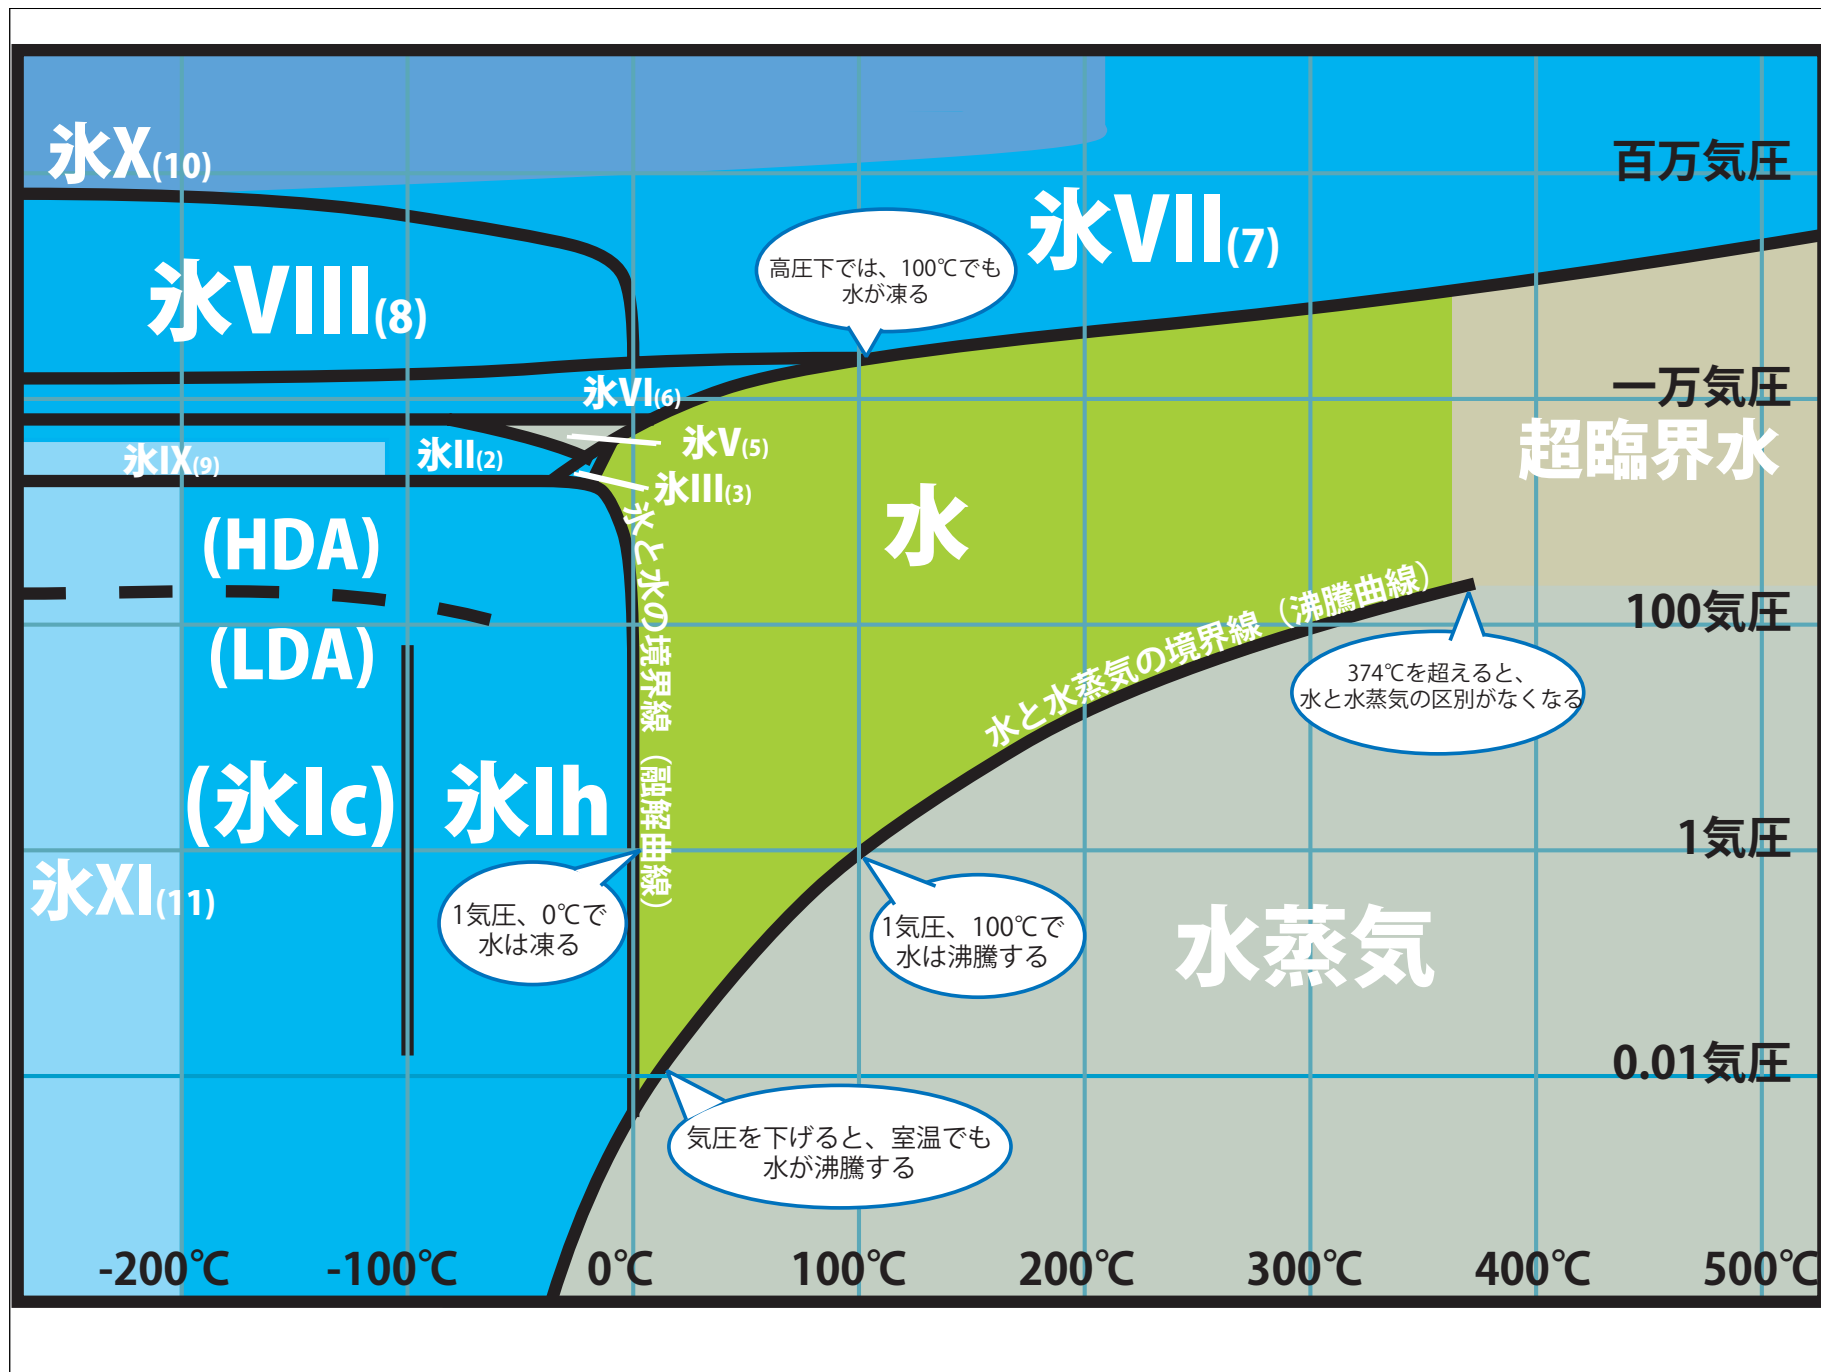 氷X(10)
百万気圧
氷VII(7)
高圧下では、100℃でも
水が凍る
氷VIII(8)
一万気圧
氷VI(6)
超臨界水
氷V(5)
氷IX(9)
氷II(2)
氷III(3)
水
(HDA)
氷と水の境界線（融解曲線）
水と水蒸気の境界線（沸騰曲線）
100気圧
(LDA)
374℃を超えると、
水と水蒸気の区別がなくなる
(氷Ic)
氷Ih
1気圧
氷XI(11)
1気圧、0℃で
水は凍る
1気圧、100℃で
水は沸騰する
水蒸気
0.01気圧
気圧を下げると、室温でも
水が沸騰する
-200℃
-100℃
0℃
100℃
200℃
300℃
400℃
500℃